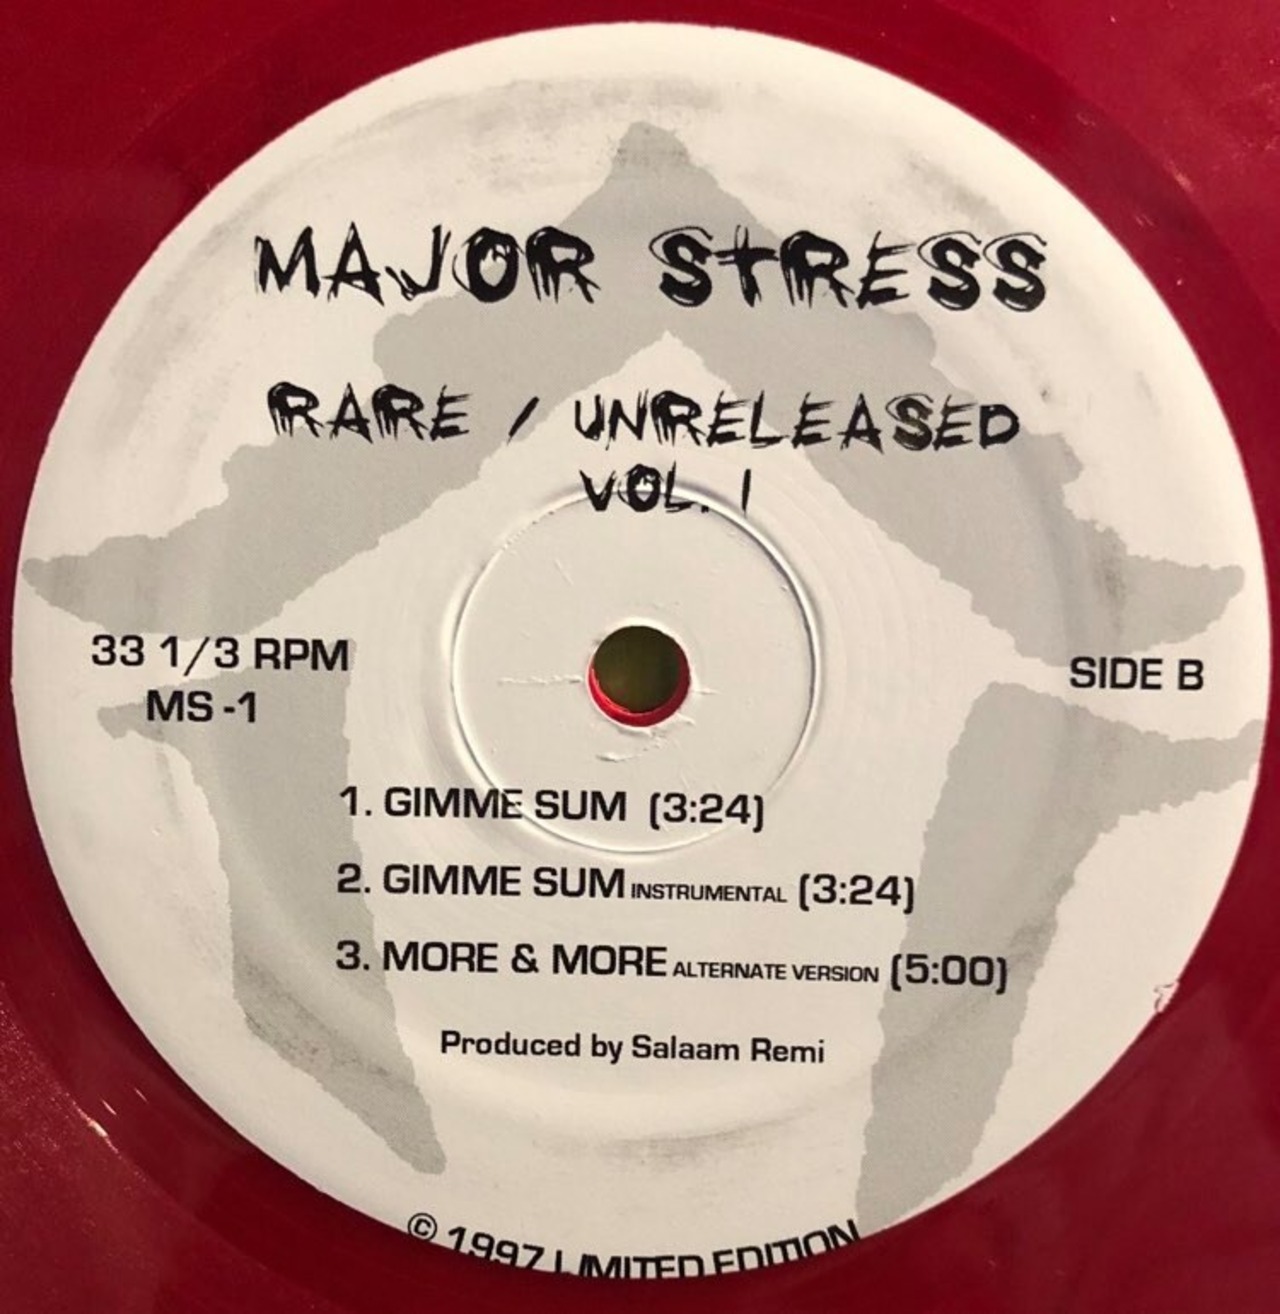 MAJOR STRESS
RARE / UNRELEASED
VOL. 1
33 1/3 RPM
MS -1
SIDE B
1. GIMME SUM (3:24)
2. GIMME SUM INSTRUMENTAL (3:24)
3. MORE & MORE ALTERNATE VERSION (5:00)
Produced by Salaam Remi
© 1997 LIMITED EDITION